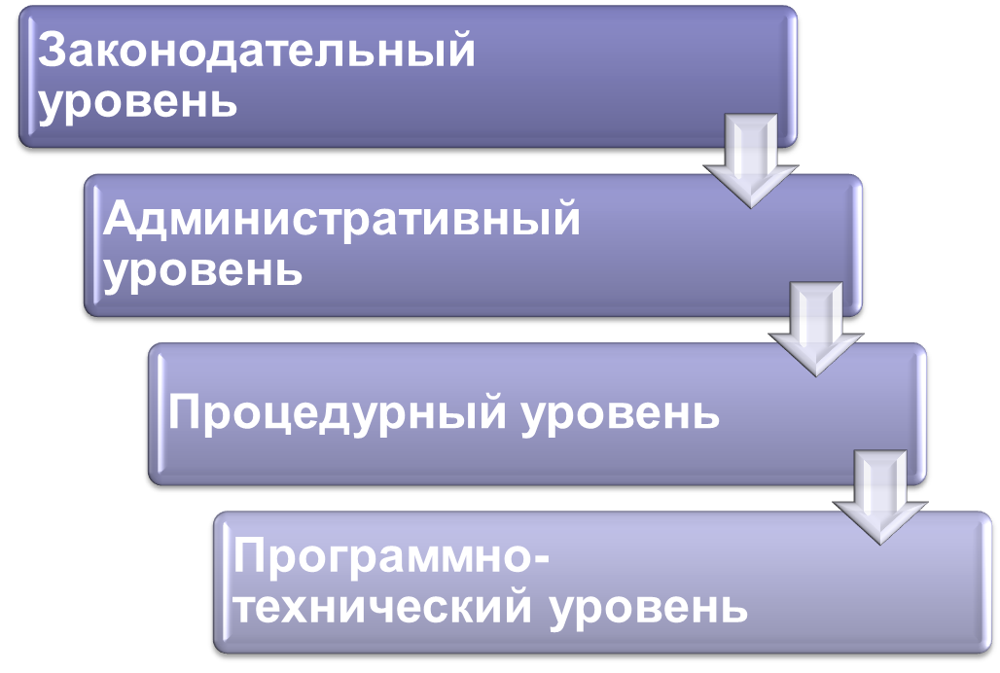 Законодательный
уровень
Административный
уровень
Процедурный уровень
Программно-
технический уровень